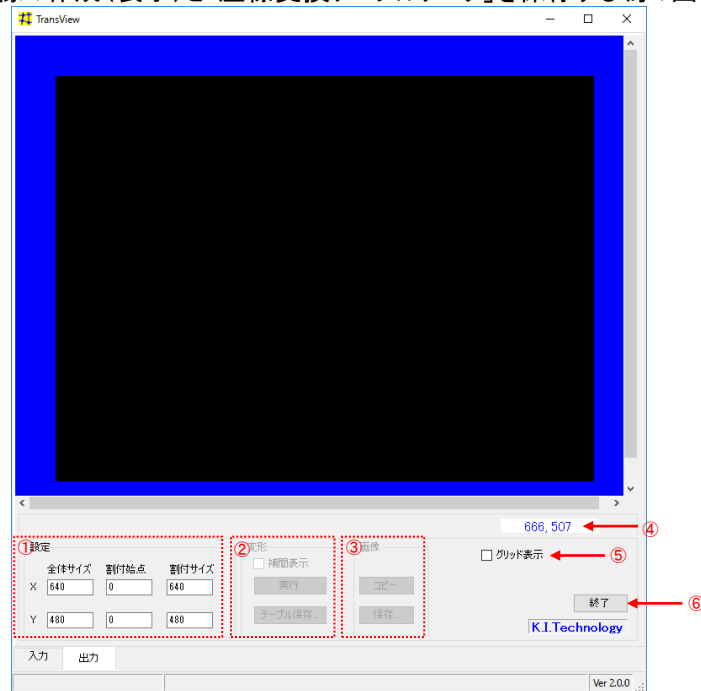 TransView
666, 507
④
①設定
②変形
③画像
全体サイズ 割付始点 割付サイズ
X 640 0 640
Y 480 0 480
補間表示
実行
テーブル保存...
コピー
保存...
グリッド表示
⑤
終了
⑥
K.I.Technology
入力 出力
Ver 2.0.0